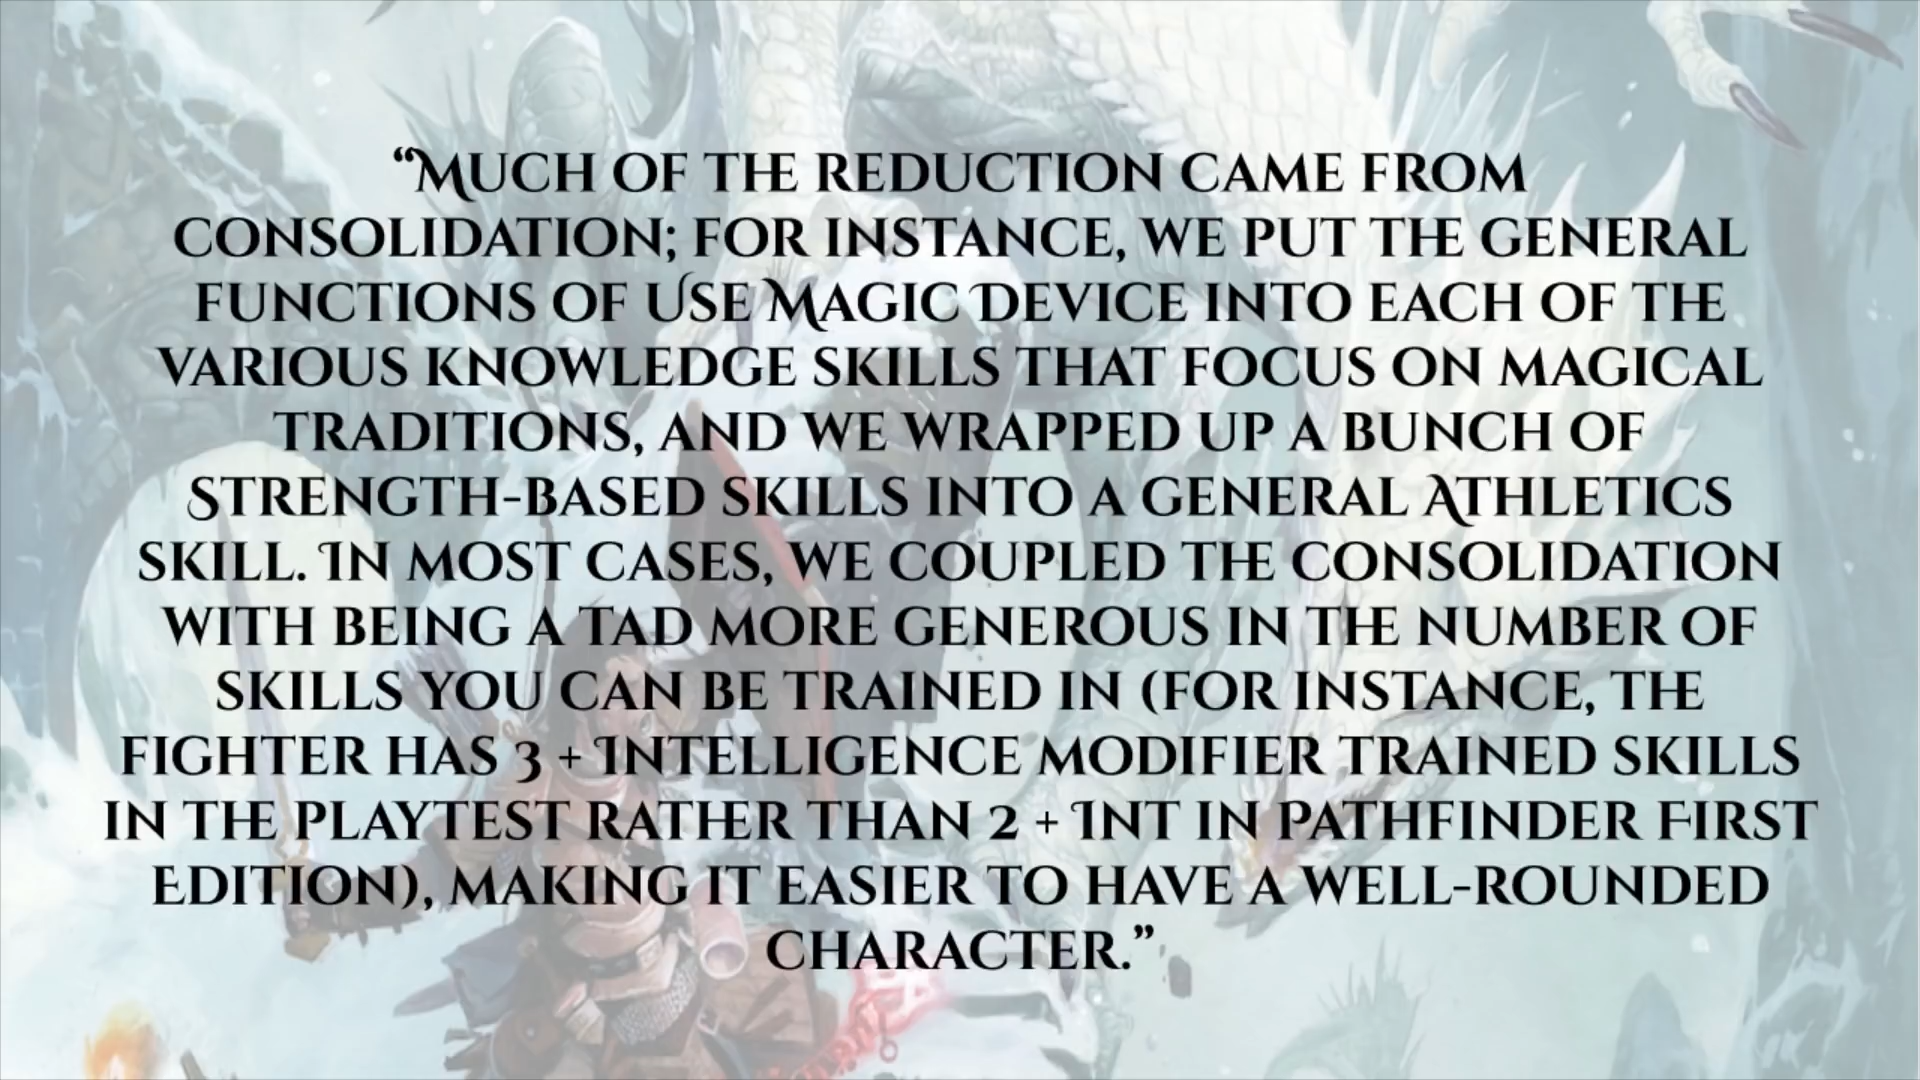 “Much of the reduction came from
consolidation; for instance, we put the general
functions of Use Magic Device into each of the
various knowledge skills that focus on magical
traditions, and we wrapped up a bunch of
Strength-based skills into a general Athletics
skill. In most cases, we coupled the consolidation
with being a tad more generous in the number of
skills you can be trained in (for instance, the
fighter has 3 + Intelligence modifier trained skills
in the playtest rather than 2 + Int in Pathfinder First
Edition), making it easier to have a well-rounded
character.”